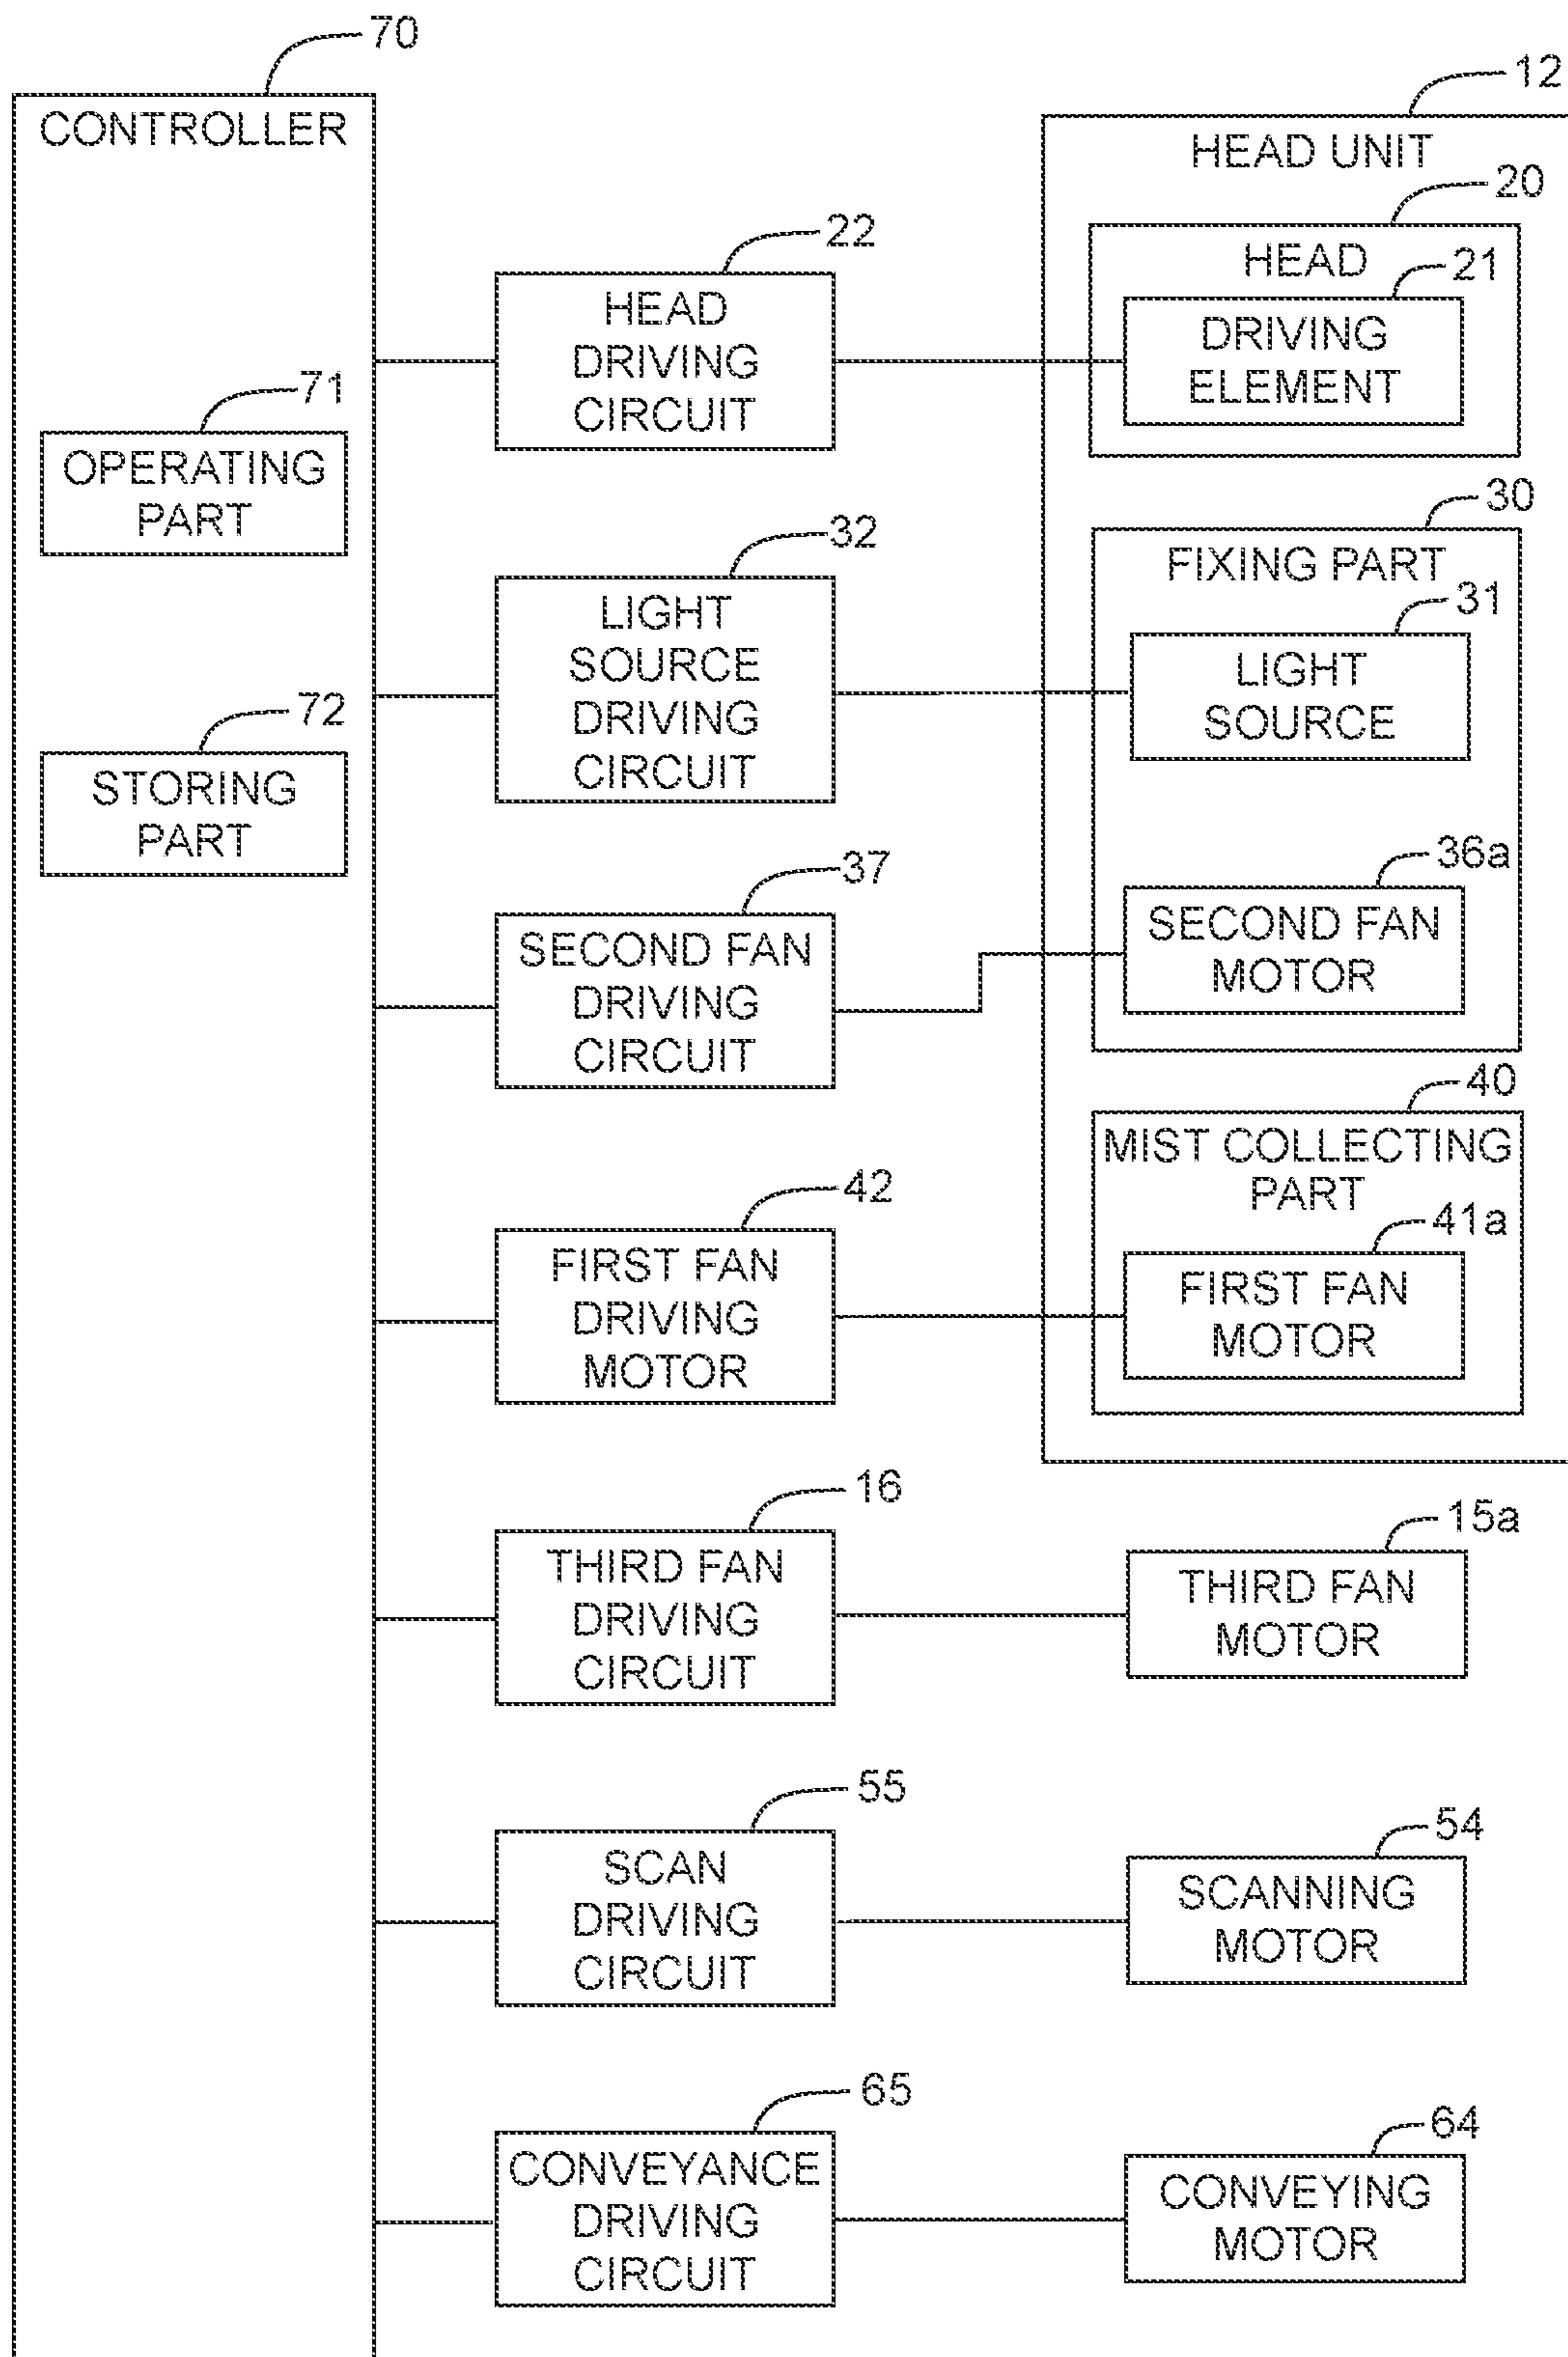 70
CONTROLLER
71
OPERATING
PART
72
STORING
PART
22
HEAD
DRIVING
CIRCUIT
32
LIGHT
SOURCE
DRIVING
CIRCUIT
37
SECOND FAN
DRIVING
CIRCUIT
42
FIRST FAN
DRIVING
MOTOR
16
THIRD FAN
DRIVING
CIRCUIT
55
SCAN
DRIVING
CIRCUIT
65
CONVEYANCE
DRIVING
CIRCUIT
12
HEAD UNIT
20
HEAD
21
DRIVING
ELEMENT
30
FIXING PART
31
LIGHT
SOURCE
36a
SECOND FAN
MOTOR
40
MIST COLLECTING
PART
41a
FIRST FAN
MOTOR
15a
THIRD FAN
MOTOR
54
SCANNING
MOTOR
64
CONVEYING
MOTOR